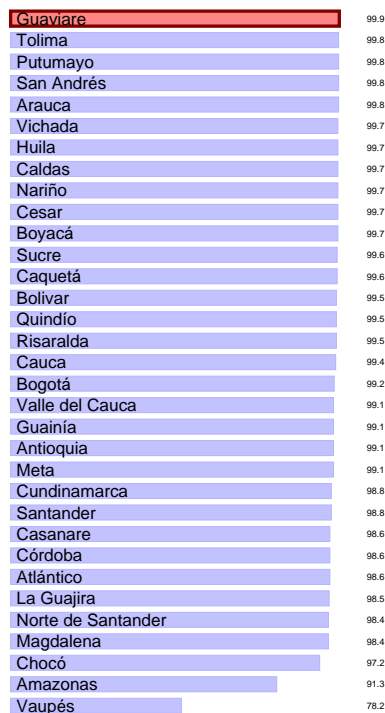 Guaviare 99.9
Tolima 99.8
Putumayo 99.8
San Andrés 99.8
Arauca 99.8
Vichada 99.7
Huila 99.7
Caldas 99.7
Nariño 99.7
Cesar 99.7
Boyacá 99.7
Sucre 99.6
Caquetá 99.6
Bolivar 99.5
Quindío 99.5
Risaralda 99.5
Cauca 99.4
Bogotá 99.2
Valle del Cauca 99.1
Guainía 99.1
Antioquia 99.1
Meta 99.1
Cundinamarca 98.8
Santander 98.8
Casanare 98.6
Córdoba 98.6
Atlántico 98.6
La Guajira 98.5
Norte de Santander 98.4
Magdalena 98.4
Chocó 97.2
Amazonas 91.3
Vaupés 78.2